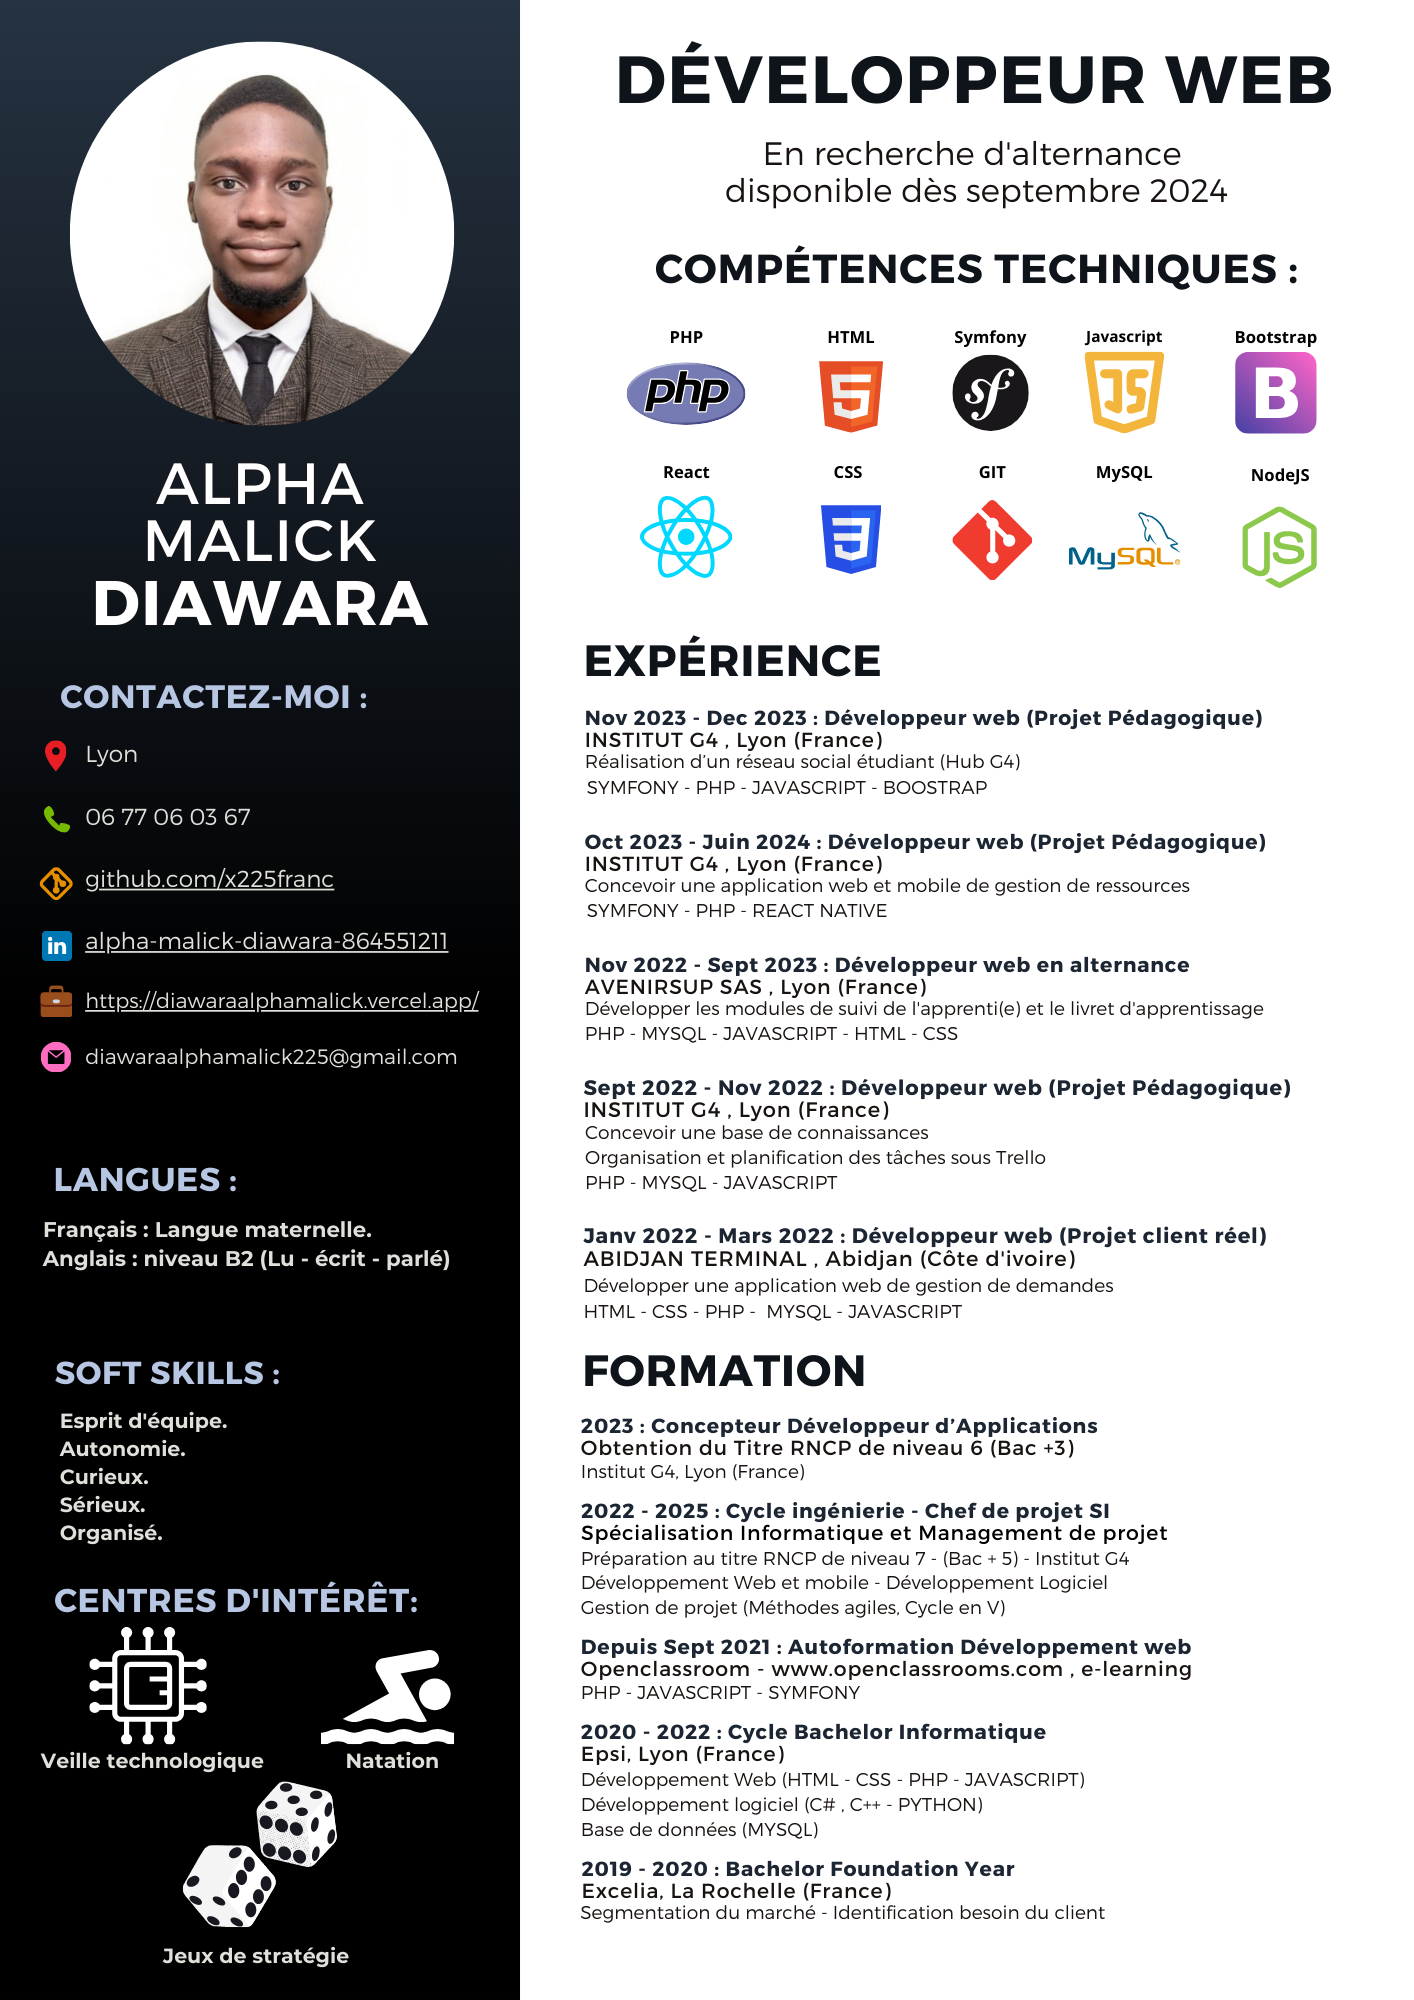 ALPHA
MALICK
DIAWARA
CONTACTEZ-MOI :
Lyon
06 77 06 03 67
github.com/x225franc
in
alpha-malick-diawara-864551211
https://diawaraalphamalick.vercel.app/
diawaraalphamalick225@gmail.com
LANGUES :
Français : Langue maternelle.
Anglais : niveau B2 (Lu - écrit - parlé)
SOFT SKILLS :
Esprit d'équipe.
Autonomie.
Curieux.
Sérieux.
Organisé.
CENTRES D'INTÉRÊT:
Veille technologique
Natation
Jeux de stratégie
DÉVELOPPEUR WEB
En recherche d'alternance
disponible dès septembre 2024
COMPÉTENCES TECHNIQUES :
PHP HTML Symfony Javascript Bootstrap
php 5 sf JS B
React CSS GIT MySQL NodeJS
3 MySQL® JS
EXPÉRIENCE
Nov 2023 - Dec 2023 : Développeur web (Projet Pédagogique)
INSTITUT G4 , Lyon (France)
Réalisation d’un réseau social étudiant (Hub G4)
SYMFONY - PHP - JAVASCRIPT - BOOSTRAP
Oct 2023 - Juin 2024 : Développeur web (Projet Pédagogique)
INSTITUT G4 , Lyon (France)
Concevoir une application web et mobile de gestion de ressources
SYMFONY - PHP - REACT NATIVE
Nov 2022 - Sept 2023 : Développeur web en alternance
AVENIRSUP SAS , Lyon (France)
Développer les modules de suivi de l'apprenti(e) et le livret d'apprentissage
PHP - MYSQL - JAVASCRIPT - HTML - CSS
Sept 2022 - Nov 2022 : Développeur web (Projet Pédagogique)
INSTITUT G4 , Lyon (France)
Concevoir une base de connaissances
Organisation et planification des tâches sous Trello
PHP - MYSQL - JAVASCRIPT
Janv 2022 - Mars 2022 : Développeur web (Projet client réel)
ABIDJAN TERMINAL , Abidjan (Côte d'ivoire)
Développer une application web de gestion de demandes
HTML - CSS - PHP - MYSQL - JAVASCRIPT
FORMATION
2023 : Concepteur Développeur d’Applications
Obtention du Titre RNCP de niveau 6 (Bac +3)
Institut G4, Lyon (France)
2022 - 2025 : Cycle ingénierie - Chef de projet SI
Spécialisation Informatique et Management de projet
Préparation au titre RNCP de niveau 7 - (Bac + 5) - Institut G4
Développement Web et mobile - Développement Logiciel
Gestion de projet (Méthodes agiles, Cycle en V)
Depuis Sept 2021 : Autoformation Développement web
Openclassroom - www.openclassrooms.com , e-learning
PHP - JAVASCRIPT - SYMFONY
2020 - 2022 : Cycle Bachelor Informatique
Epsi, Lyon (France)
Développement Web (HTML - CSS - PHP - JAVASCRIPT)
Développement logiciel (C# , C++ - PYTHON)
Base de données (MYSQL)
2019 - 2020 : Bachelor Foundation Year
Excelia, La Rochelle (France)
Segmentation du marché - Identification besoin du client